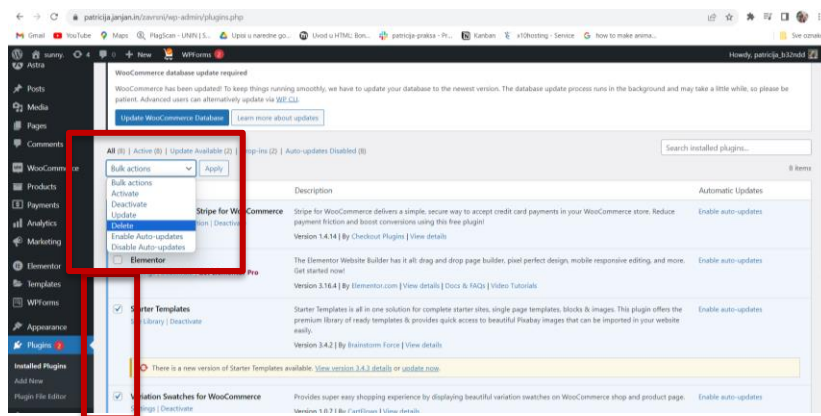 patricija.janjan.in/zavrsni/wp-admin/plugins.php
Gmail YouTube Maps PlagScan - UNIN | S... Upisi u naredne go... Uvod u HTML: Bon... patricija-praksa - Pr... Kanban x10hosting - Service how to make anima...
sunny. 4 0 + New WPForms 2 Howdy, patricija_b32ndd
Astra
Posts
Media
Pages
Comments
WooCommerce
Products
Payments
Analytics
Marketing
Elementor
Templates
WPForms
Appearance
Plugins 2
Installed Plugins
Add New
Plugin File Editor
WooCommerce database update required
WooCommerce has been updated! To keep things running smoothly, we have to update your database to the newest version. The database update process runs in the background and may take a little while, so please be
patient. Advanced users can alternatively update via WP CLI.
Update WooCommerce Database Learn more about updates
All (8) | Active (8) | Update Available (2) | Drop-ins (2) | Auto-updates Disabled (8)
Search installed plugins...
Bulk actions Apply 8 items
Bulk actions
Activate
Deactivate
Update
Delete
Enable Auto-updates
Disable Auto-updates
Description Automatic Updates
Stripe for WooCommerce Stripe for WooCommerce delivers a simple, secure way to accept credit card payments in your WooCommerce store. Reduce Enable auto-updates
| Deactivate payment friction and boost conversions using this free plugin!
Version 1.4.14 | By Checkout Plugins | View details
Elementor The Elementor Website Builder has it all: drag and drop page builder, pixel perfect design, mobile responsive editing, and more. Enable auto-updates
Pro Get started now!
Version 3.16.4 | By Elementor.com | View details | Docs & FAQs | Video Tutorials
Starter Templates Starter Templates is all in one solution for complete starter sites, single page templates, blocks & images. This plugin offers the Enable auto-updates
Library | Deactivate premium library of ready templates & provides quick access to beautiful Pixabay images that can be imported in your website
easily.
Version 3.4.2 | By Brainstorm Force | View details
There is a new version of Starter Templates available. View version 3.4.3 details or update now.
Variation Swatches for WooCommerce Provides super easy shopping experience by displaying beautiful variation swatches on WooCommerce shop and product page. Enable auto-updates
Settings | Deactivate Version 1.0.7 | By CartFlows | View details